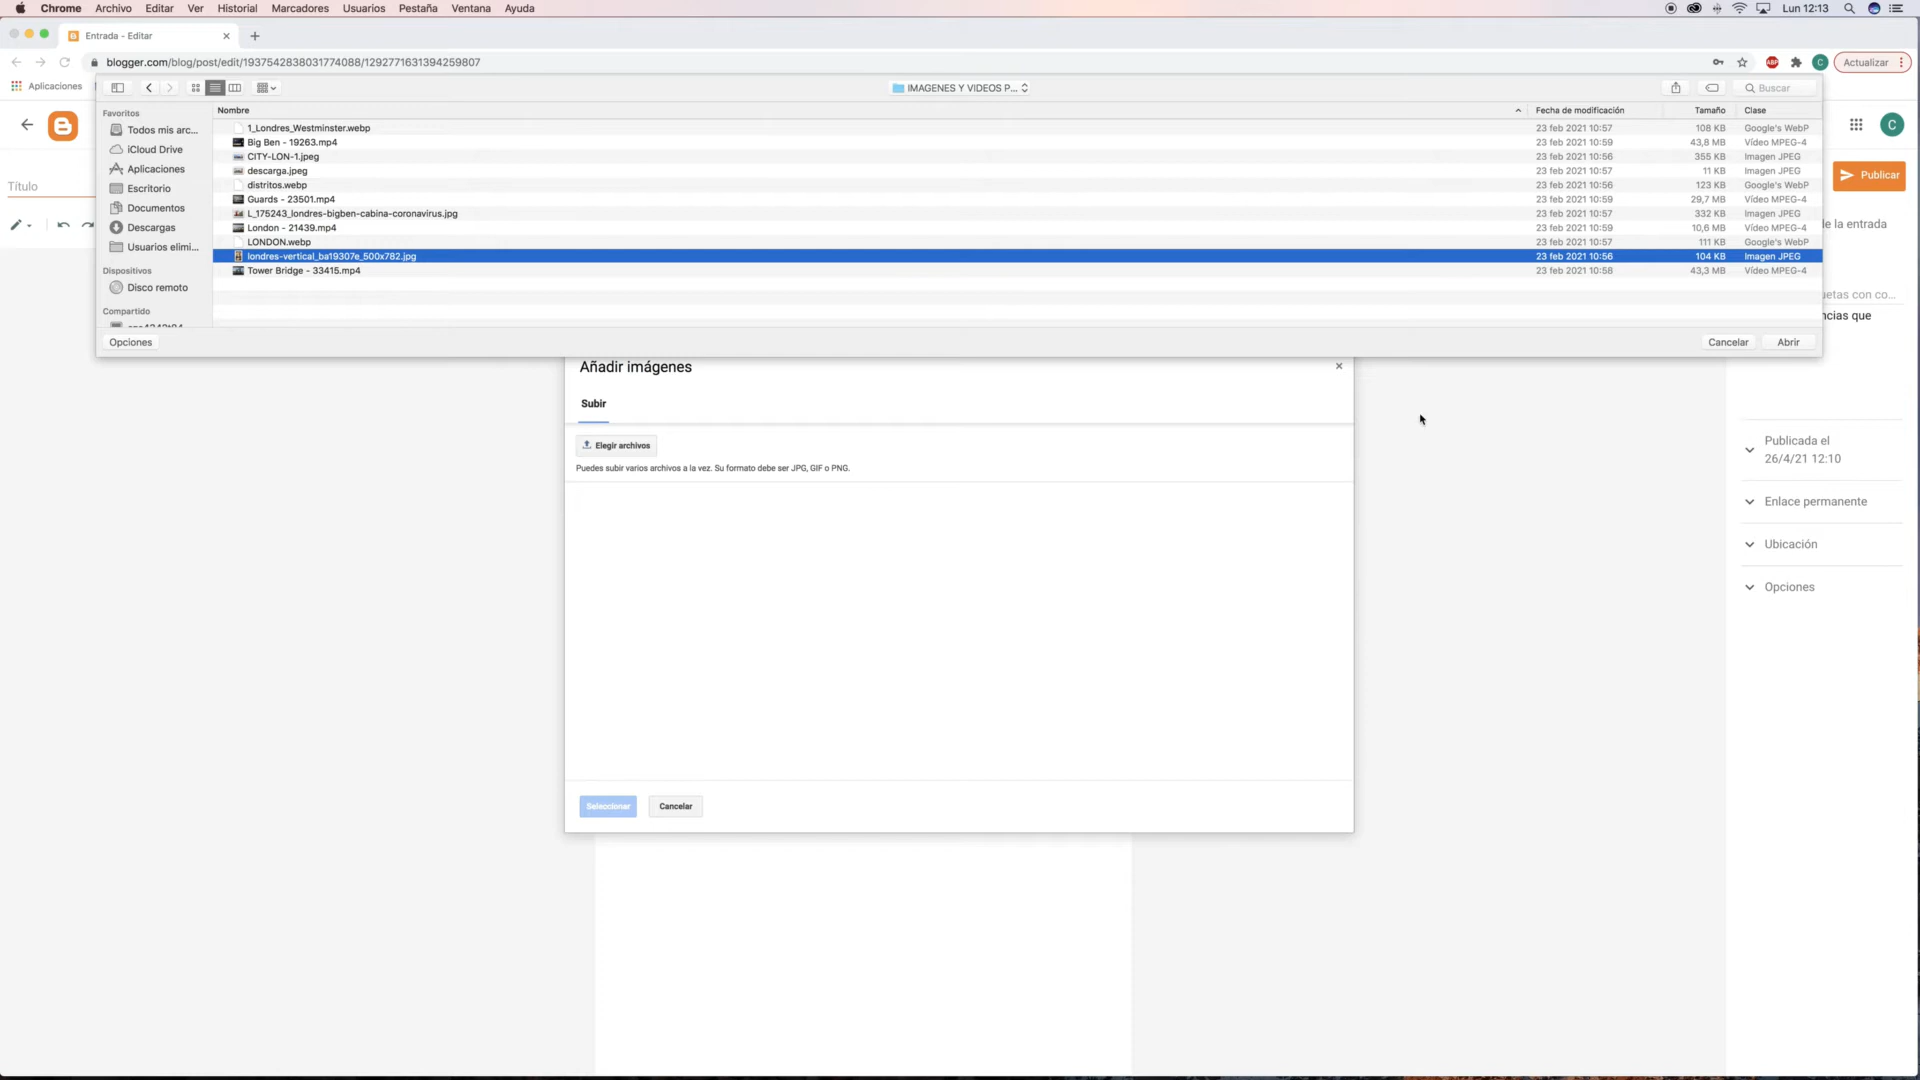 Chrome Archivo Editar Ver Historial Marcadores Usuarios Pestaña Ventana Ayuda Lun 12:13
Entrada - Editar
blogger.com/blog/post/edit/1937542838031774088/1292771631394259807 ABP C Actualizar
Aplicaciones
IMAGENES Y VIDEOS P... Buscar
Favoritos
Todos mis arc...
iCloud Drive
Aplicaciones
Escritorio
Documentos
Descargas
Usuarios elimi...
Dispositivos
Disco remoto
Compartido
Nombre Fecha de modificación Tamaño Clase
1_Londres_Westminster.webp 23 feb 2021 10:57 108 KB Google's WebP
Big Ben - 19263.mp4 23 feb 2021 10:59 43,8 MB Vídeo MPEG-4
CITY-LON-1.jpeg 23 feb 2021 10:56 355 KB Imagen JPEG
descarga.jpeg 23 feb 2021 10:57 11 KB Imagen JPEG
distritos.webp 23 feb 2021 10:56 123 KB Google's WebP
Guards - 23501.mp4 23 feb 2021 10:59 29,7 MB Vídeo MPEG-4
L_175243_londres-bigben-cabina-coronavirus.jpg 23 feb 2021 10:57 332 KB Imagen JPEG
London - 21439.mp4 23 feb 2021 10:59 10,6 MB Vídeo MPEG-4
LONDON.webp 23 feb 2021 10:57 111 KB Google's WebP
londres-vertical_ba19307e_500x782.jpg 23 feb 2021 10:56 104 KB Imagen JPEG
Tower Bridge - 33415.mp4 23 feb 2021 10:58 43,3 MB Vídeo MPEG-4
Opciones Cancelar Abrir
Título
C
Publicar
de la entrada
uetas con co...
ncias que
Añadir imágenes
Subir
Elegir archivos
Puedes subir varios archivos a la vez. Su formato debe ser JPG, GIF o PNG.
Seleccionar Cancelar
Publicada el
26/4/21 12:10
Enlace permanente
Ubicación
Opciones